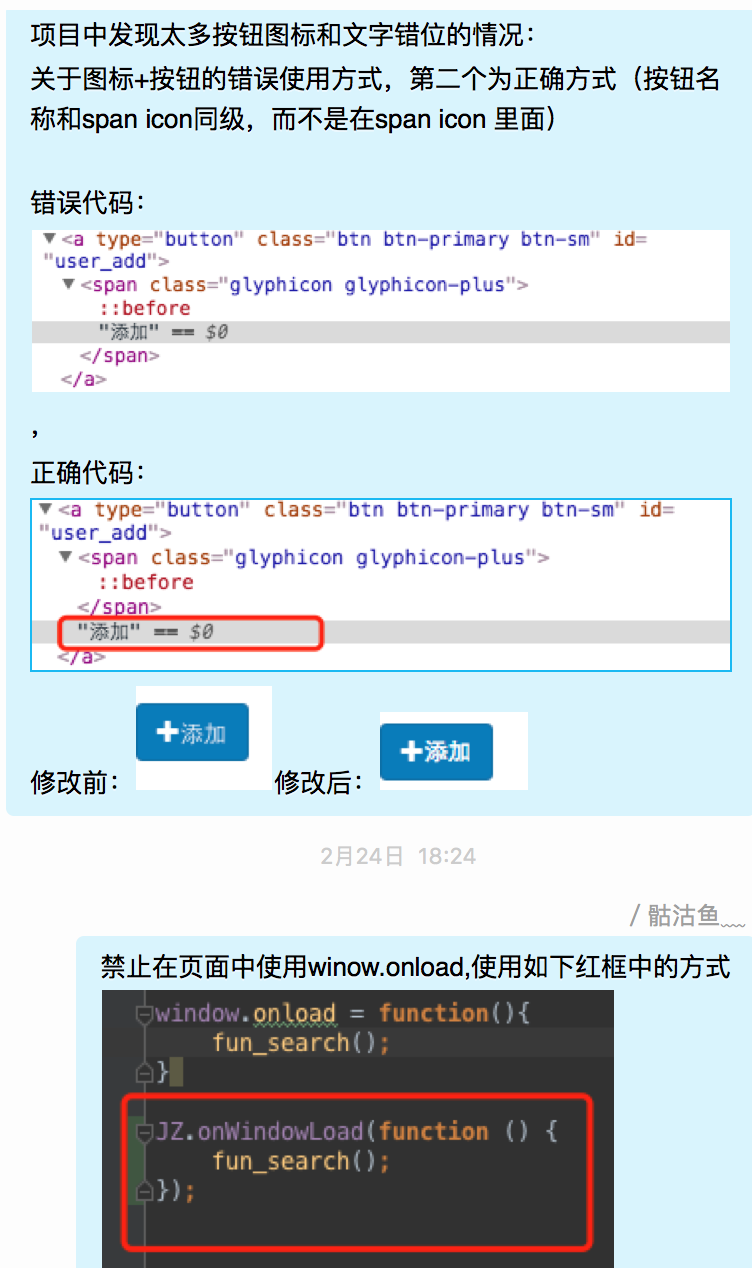 项目中发现太多按钮图标和文字错位的情况：
关于图标+按钮的错误使用方式，第二个为正确方式（按钮名
称和span icon同级，而不是在span icon 里面）
错误代码：
▼<a type="button" class="btn btn-primary btn-sm" id=
"user_add">
▼<span class="glyphicon glyphicon-plus">
::before
"添加" == $0
</span>
</a>
，
正确代码：
▼<a type="button" class="btn btn-primary btn-sm" id=
"user_add">
▼<span class="glyphicon glyphicon-plus">
::before
</span>
"添加" == $0
</a>
修改前： +添加 修改后： +添加
2月24日 18:24
/ 骷沽鱼﹏
禁止在页面中使用winow.onload,使用如下红框中的方式
window.onload = function(){
fun_search();
}
JZ.onWindowLoad(function () {
fun_search();
});